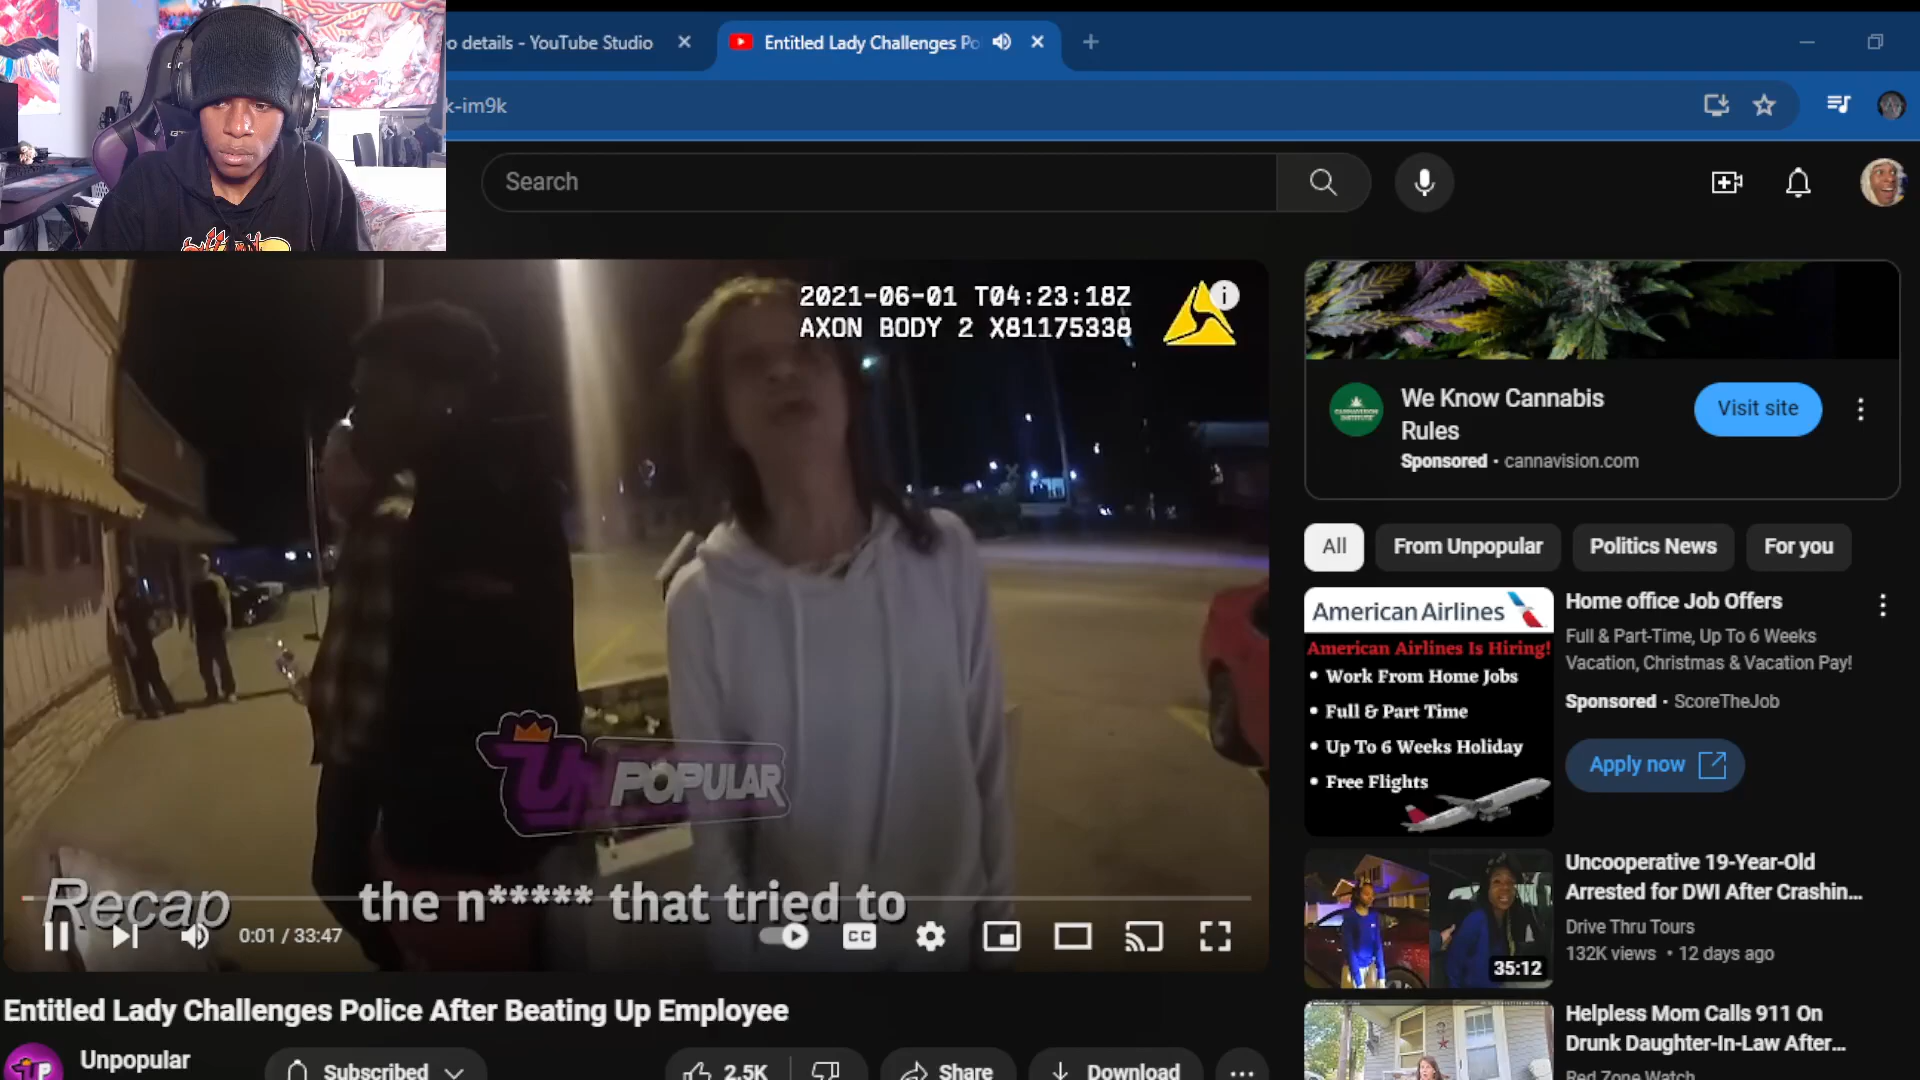 o details - YouTube Studio
Entitled Lady Challenges Po
k-im9k
Search
2021-06-01 T04:23:18Z
AXON BODY 2 X81175338
i
UNPOPULAR
Recap
the n***** that tried to
0:01 / 33:47
CC
Entitled Lady Challenges Police After Beating Up Employee
UP
Unpopular
Subscribed
2.5K
Share
Download
We Know Cannabis
Rules
Sponsored · cannavision.com
Visit site
All
From Unpopular
Politics News
For you
American Airlines
American Airlines Is Hiring!
• Work From Home Jobs
• Full & Part Time
• Up To 6 Weeks Holiday
• Free Flights
Home office Job Offers
Full & Part-Time, Up To 6 Weeks
Vacation, Christmas & Vacation Pay!
Sponsored · ScoreTheJob
Apply now
35:12
Uncooperative 19-Year-Old
Arrested for DWI After Crashin...
Drive Thru Tours
132K views • 12 days ago
Helpless Mom Calls 911 On
Drunk Daughter-In-Law After...
Red Zone Watch